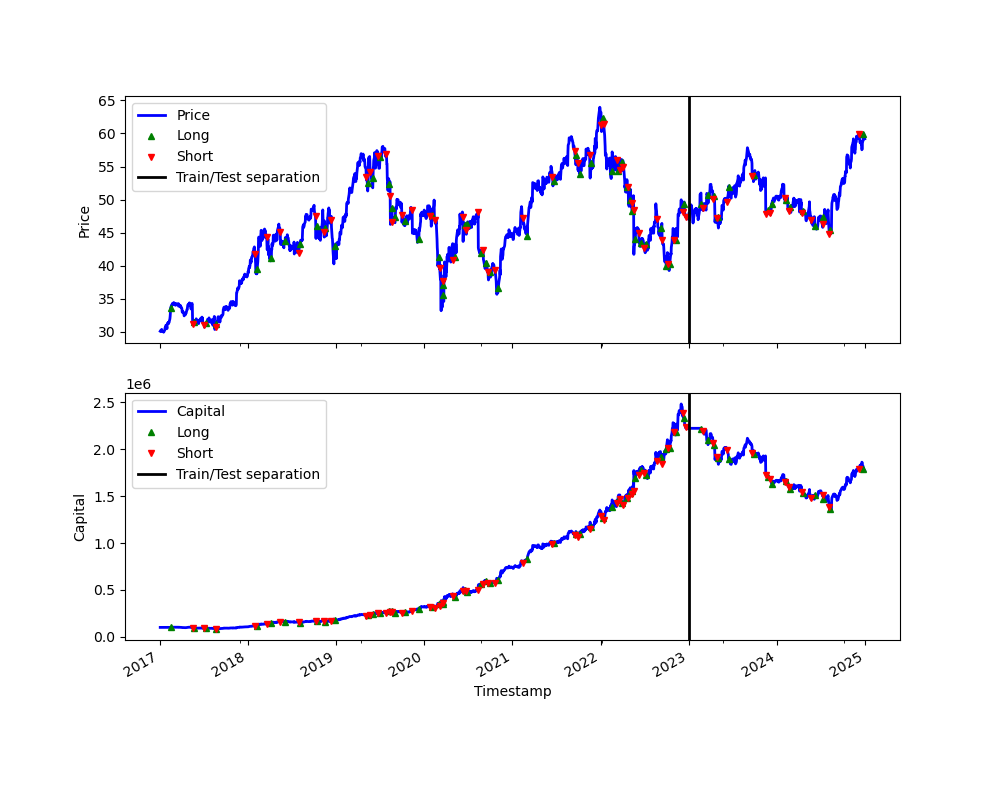 65
60
55
50
45
40
35
30
Price
Price
Long
Short
Train/Test separation
1e6
2.5
2.0
1.5
1.0
0.5
0.0
Capital
Capital
Long
Short
Train/Test separation
2017
2018
2019
2020
2021
2022
2023
2024
2025
Timestamp